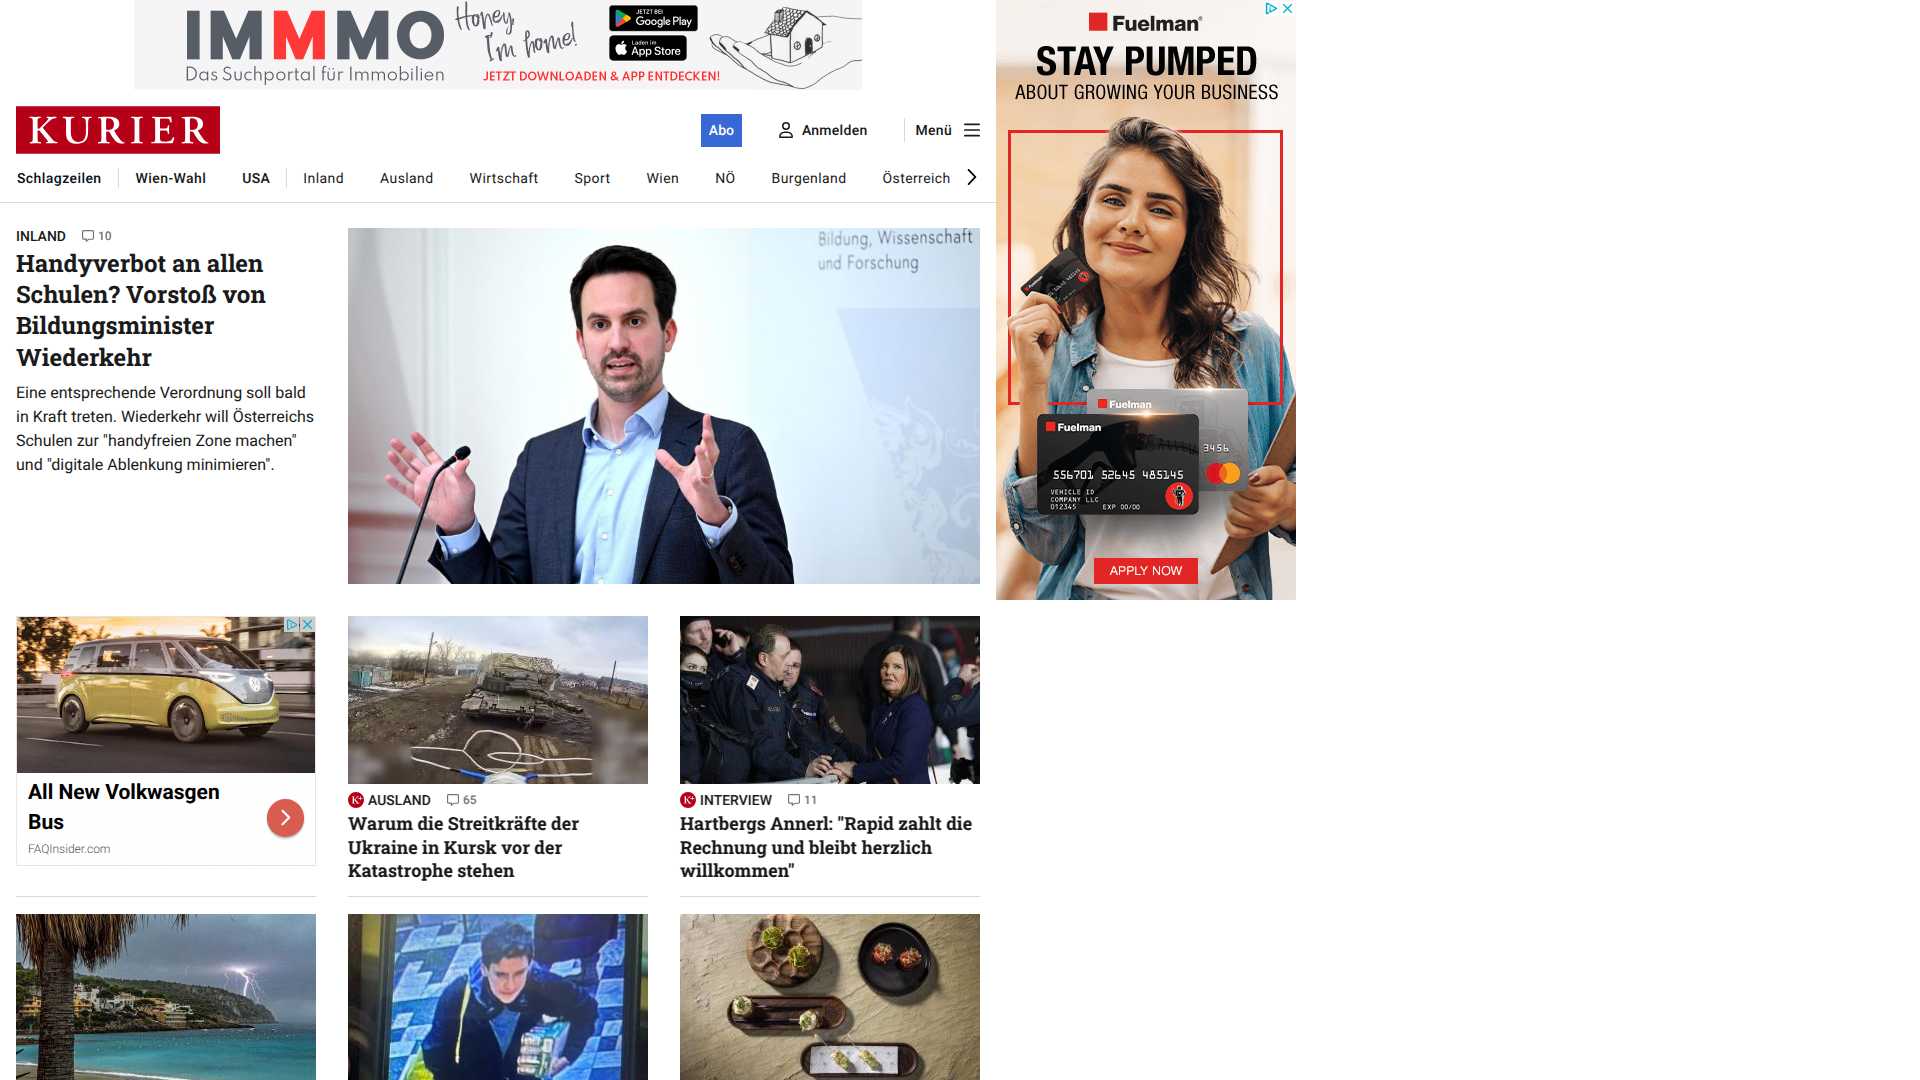 IMMMO
Das Suchportal für Immobilien
Honey,
I'm home!
JETZT BEI
Google Play
Laden im
App Store
JETZT DOWNLOADEN & APP ENTDECKEN!
KURIER
Abo
Anmelden
Menü
Schlagzeilen
Wien-Wahl
USA
Inland
Ausland
Wirtschaft
Sport
Wien
NÖ
Burgenland
Österreich
INLAND 10
Handyverbot an allen
Schulen? Vorstoß von
Bildungsminister
Wiederkehr
Eine entsprechende Verordnung soll bald
in Kraft treten. Wiederkehr will Österreichs
Schulen zur "handyfreien Zone machen"
und "digitale Ablenkung minimieren".
Bildung, Wissenschaft
und Forschung
Fuelman
STAY PUMPED
ABOUT GROWING YOUR BUSINESS
Fuelman
3456
Fuelman
556701 52645 485145
VEHICLE ID
COMPANY LLC
012345 EXP 00/00
APPLY NOW
All New Volkwasgen
Bus
FAQInsider.com
K+ AUSLAND 65
Warum die Streitkräfte der
Ukraine in Kursk vor der
Katastrophe stehen
K+ INTERVIEW 11
Hartbergs Annerl: "Rapid zahlt die
Rechnung und bleibt herzlich
willkommen"